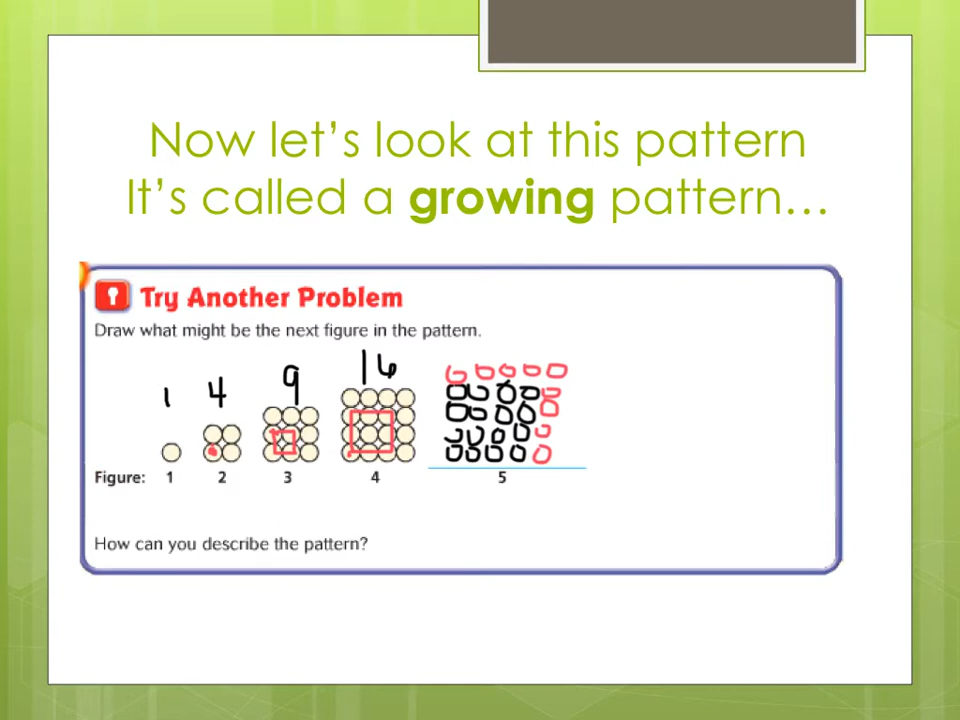 Now let's look at this pattern
It's called a growing pattern…
Try Another Problem
Draw what might be the next figure in the pattern.
1 4 9 16
Figure: 1 2 3 4 5
How can you describe the pattern?